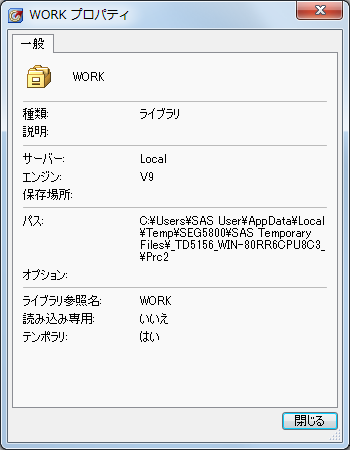 WORK プロパティ
一般
WORK
種類: ライブラリ
説明:
サーバー: Local
エンジン: V9
保存場所:
パス: C:¥Users¥SAS User¥AppData¥Local
¥Temp¥SEG5800¥SAS Temporary
Files¥_TD5156_WIN-80RR6CPU8C3_
¥Prc2
オプション:
ライブラリ参照名: WORK
読み込み専用: いいえ
テンポラリ: はい
閉じる